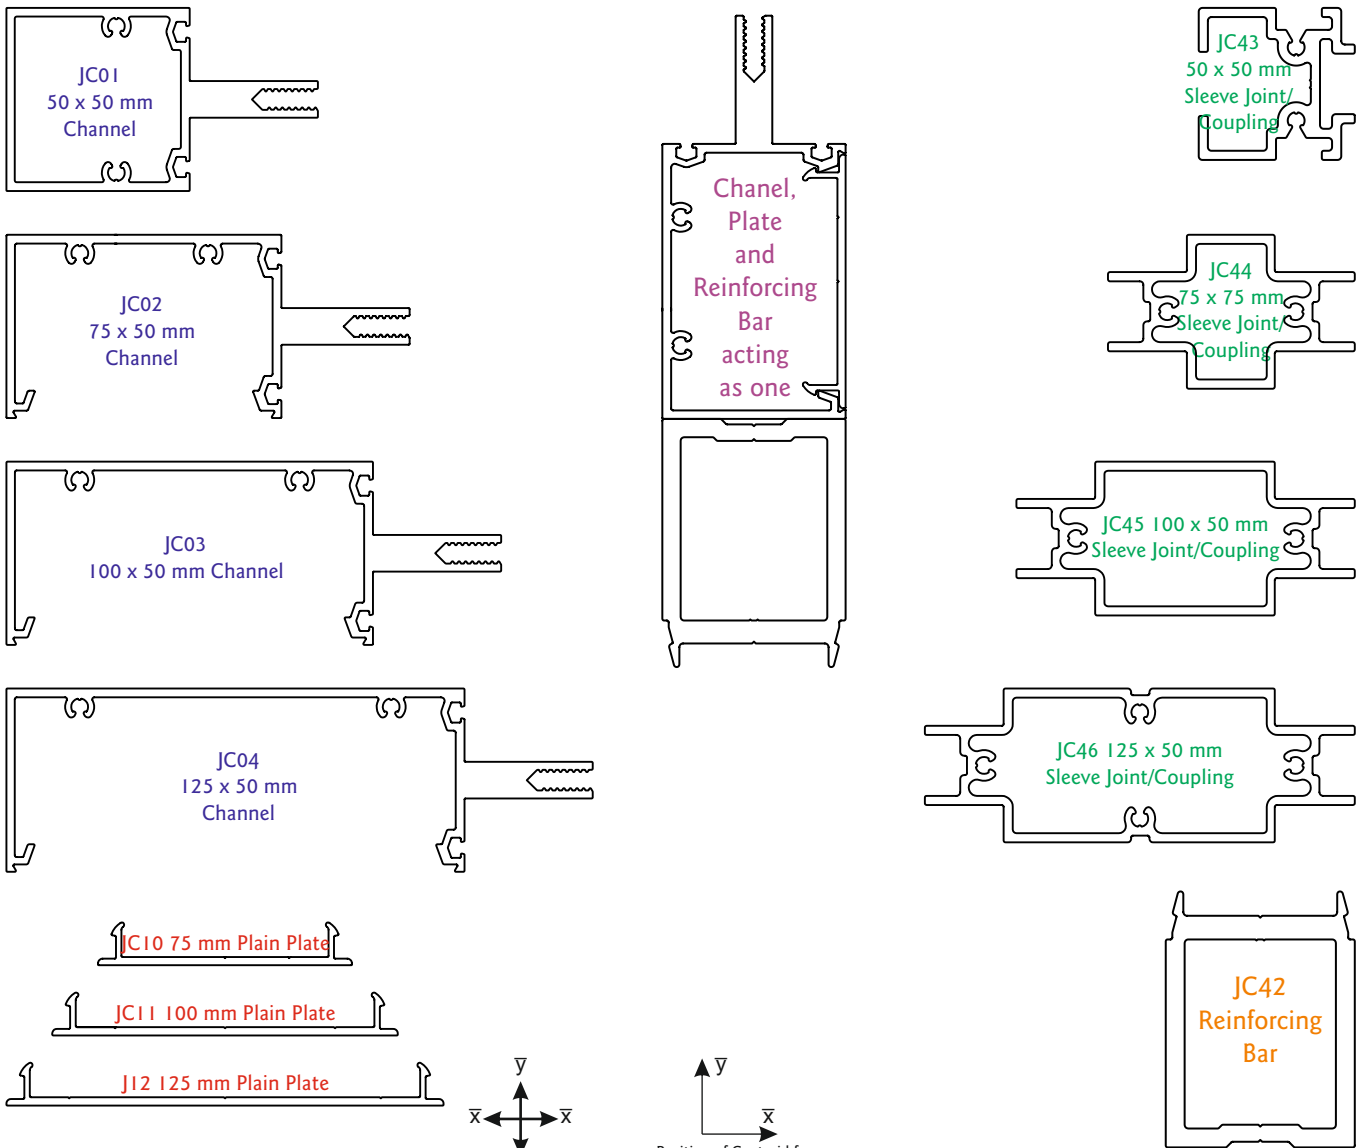 JC01
50 x 50 mm
Channel
JC02
75 x 50 mm
Channel
JC03
100 x 50 mm Channel
JC04
125 x 50 mm
Channel
JC10 75 mm Plain Plate
JC11 100 mm Plain Plate
J12 125 mm Plain Plate
Chanel,
Plate
and
Reinforcing
Bar
acting
as one
y
x
x
y
x
JC43
50 x 50 mm
Sleeve Joint/
Coupling
JC44
75 x 75 mm
Sleeve Joint/
Coupling
JC45 100 x 50 mm
Sleeve Joint/Coupling
JC46 125 x 50 mm
Sleeve Joint/Coupling
JC42
Reinforcing
Bar